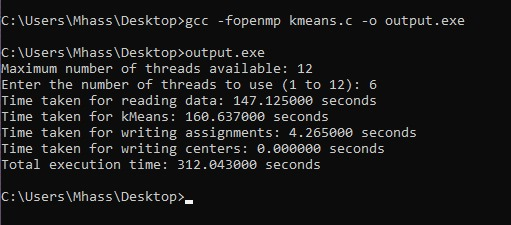 C:\Users\Mhass\Desktop>gcc -fopenmp kmeans.c -o output.exe
C:\Users\Mhass\Desktop>output.exe
Maximum number of threads available: 12
Enter the number of threads to use (1 to 12): 6
Time taken for reading data: 147.125000 seconds
Time taken for kMeans: 160.637000 seconds
Time taken for writing assignments: 4.265000 seconds
Time taken for writing centers: 0.000000 seconds
Total execution time: 312.043000 seconds
C:\Users\Mhass\Desktop>